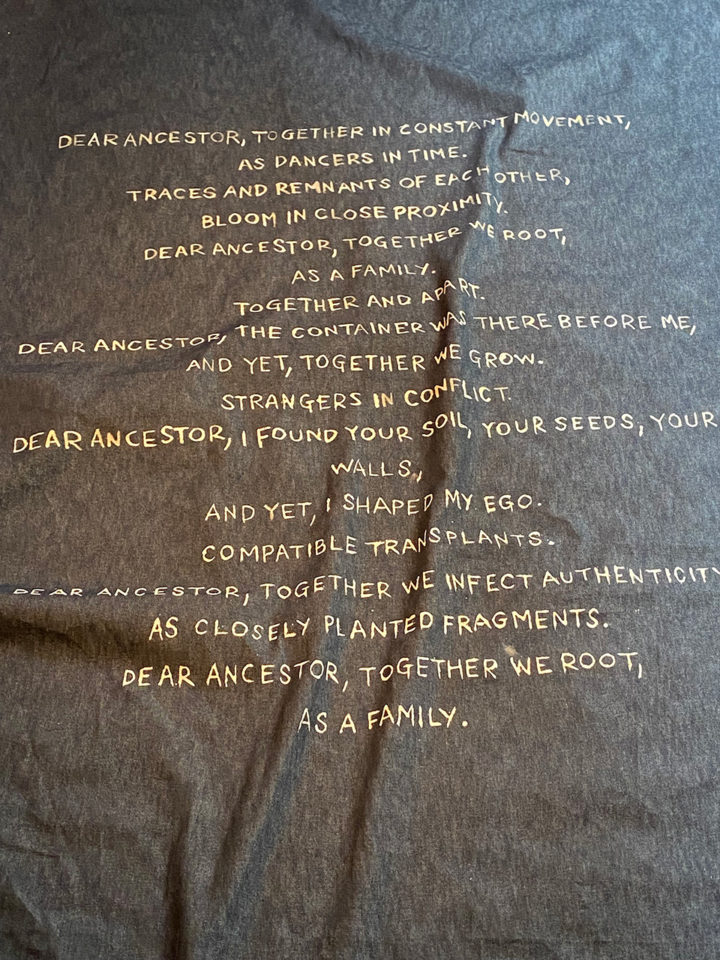 DEAR ANCESTOR, TOGETHER IN CONSTANT MOVEMENT,
AS DANCERS IN TIME.
TRACES AND REMNANTS OF EACH OTHER,
BLOOM IN CLOSE PROXIMITY.
DEAR ANCESTOR, TOGETHER WE ROOT,
AS A FAMILY.
TOGETHER AND APART.
DEAR ANCESTOR, THE CONTAINER WAS THERE BEFORE ME,
AND YET, TOGETHER WE GROW.
STRANGERS IN CONFLICT.
DEAR ANCESTOR, I FOUND YOUR SOIL, YOUR SEEDS, YOUR
WALLS,
AND YET, I SHAPED MY EGO.
COMPATIBLE TRANSPLANTS.
DEAR ANCESTOR, TOGETHER WE INFECT AUTHENTICITY
AS CLOSELY PLANTED FRAGMENTS.
DEAR ANCESTOR, TOGETHER WE ROOT,
AS A FAMILY.